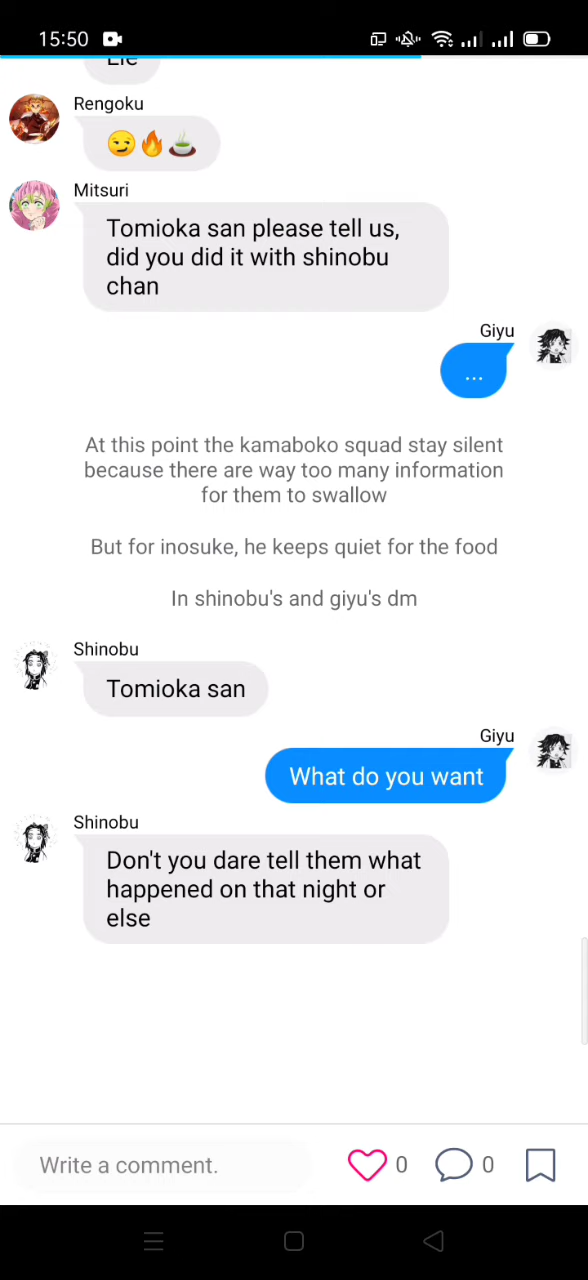 15:50
Rengoku
😏🔥🍵
Mitsuri
Tomioka san please tell us,
did you did it with shinobu
chan
Giyu
...
At this point the kamaboko squad stay silent
because there are way too many information
for them to swallow
But for inosuke, he keeps quiet for the food
In shinobu's and giyu's dm
Shinobu
Tomioka san
Giyu
What do you want
Shinobu
Don't you dare tell them what
happened on that night or
else
Write a comment.
0
0